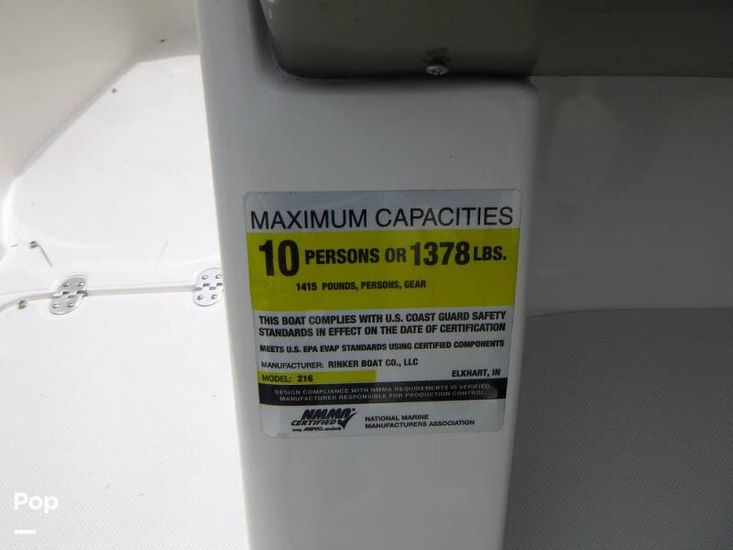 MAXIMUM CAPACITIES
10 PERSONS OR 1378 LBS.
1415 POUNDS, PERSONS, GEAR
THIS BOAT COMPLIES WITH U.S. COAST GUARD SAFETY
STANDARDS IN EFFECT ON THE DATE OF CERTIFICATION
MEETS U.S. EPA EVAP STANDARDS USING CERTIFIED COMPONENTS
MANUFACTURER: RINKER BOAT CO., LLC
MODEL: 216 ELKHART, IN
DESIGN COMPLIANCE WITH NMMA REQUIREMENTS IS VERIFIED.
MANUFACTURER RESPONSIBLE FOR PRODUCTION CONTROL.
NMMA
CERTIFIED
using ABYC standards
NATIONAL MARINE
MANUFACTURERS ASSOCIATION
Pop